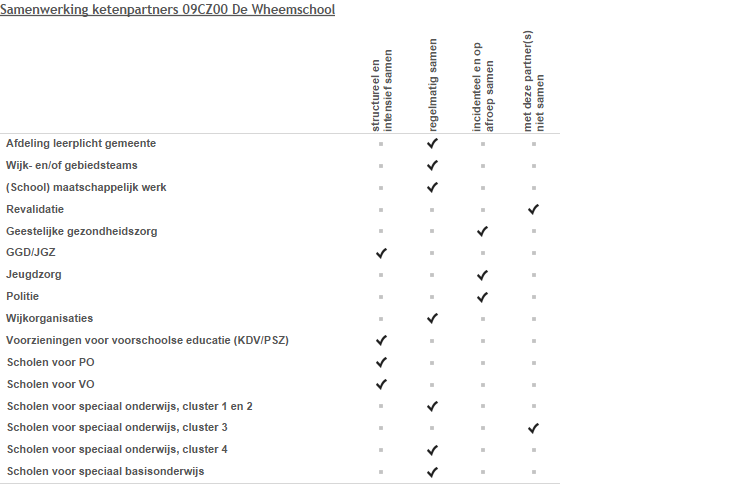 Samenwerking ketenpartners 09CZ00 De Wheemschool
structureel en
intensief samen
regelmatig samen
incidenteel en op
afroep samen
met deze partner(s)
niet samen
Afdeling leerplicht gemeente
Wijk- en/of gebiedsteams
(School) maatschappelijk werk
Revalidatie
Geestelijke gezondheidszorg
GGD/JGZ
Jeugdzorg
Politie
Wijkorganisaties
Voorzieningen voor voorschoolse educatie (KDV/PSZ)
Scholen voor PO
Scholen voor VO
Scholen voor speciaal onderwijs, cluster 1 en 2
Scholen voor speciaal onderwijs, cluster 3
Scholen voor speciaal onderwijs, cluster 4
Scholen voor speciaal basisonderwijs